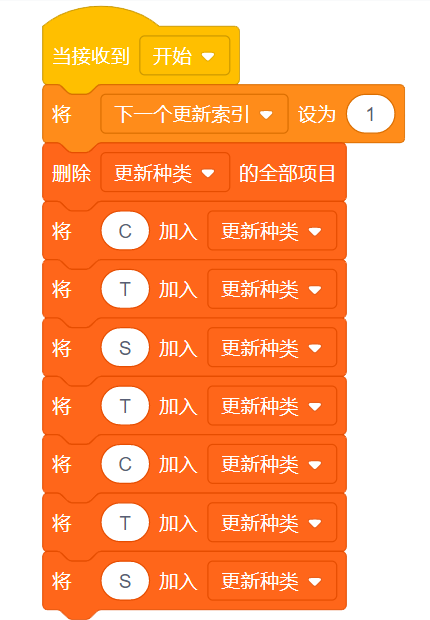 当接收到 开始
将 下一个更新索引 设为 1
删除 更新种类 的全部项目
将 C 加入 更新种类
将 T 加入 更新种类
将 S 加入 更新种类
将 T 加入 更新种类
将 C 加入 更新种类
将 T 加入 更新种类
将 S 加入 更新种类